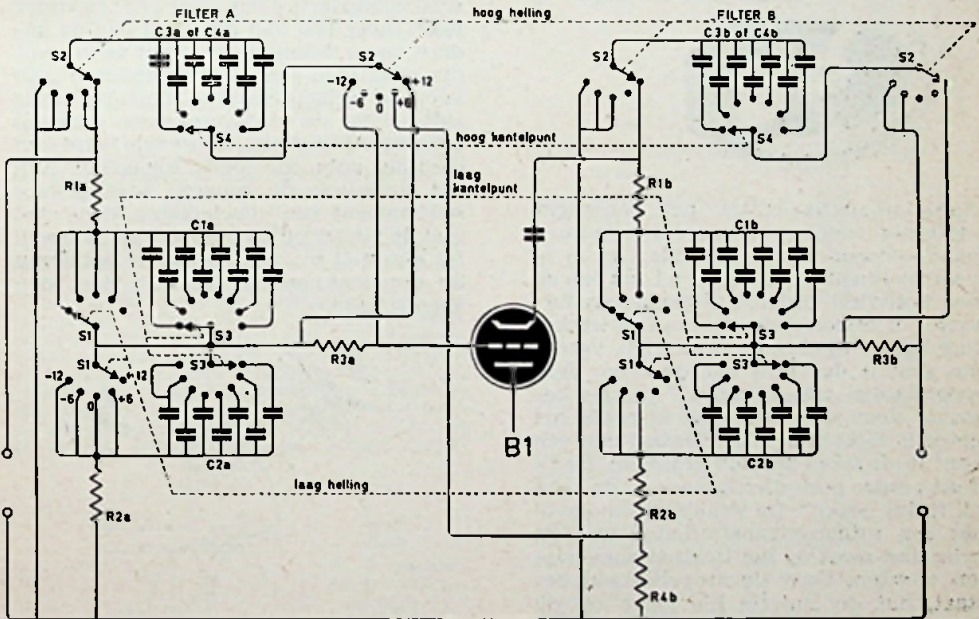 FILTER A
hoog helling
FILTER B
C3a of C4a
C3b of C4b
S2
S2
S2
S2
-12
+12
-6
0
+6
S4
S4
hoog kantelpunt
laag
kantelpunt
R1a
R1b
C1a
C1b
S1
S3
S1
S3
R3a
R3b
S1
S3
S1
S3
-12
+12
-6
0
+6
B1
C2a
C2b
laag helling
R2a
R2b
R4b